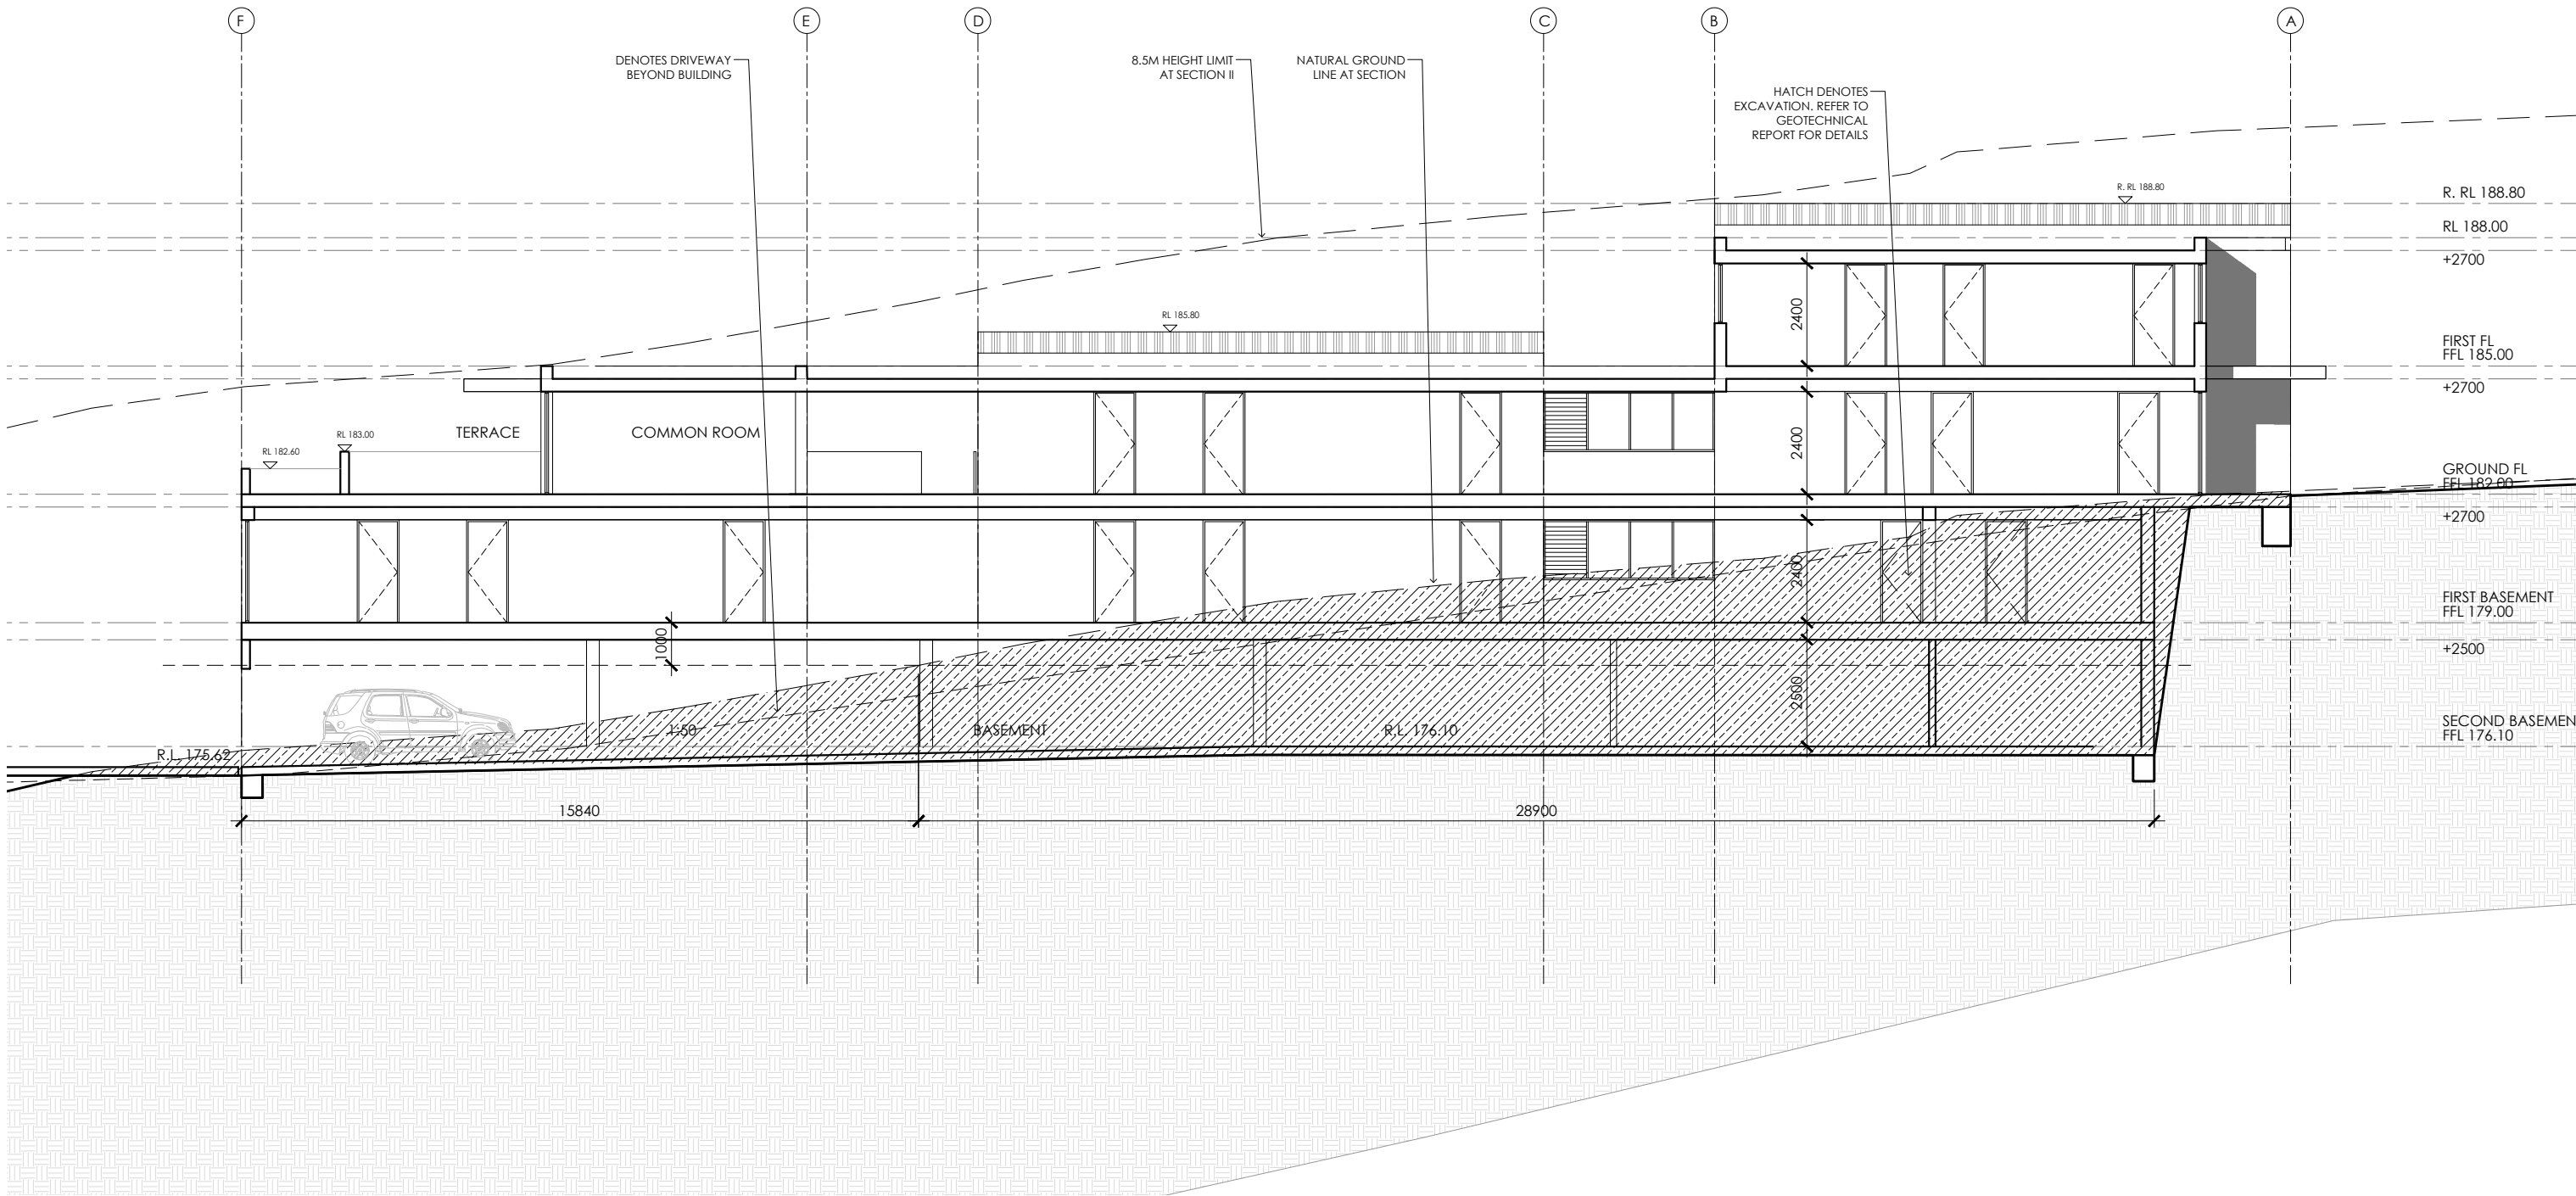 F
E
D
C
B
A
DENOTES DRIVEWAY
BEYOND BUILDING
8.5M HEIGHT LIMIT
AT SECTION II
NATURAL GROUND
LINE AT SECTION
HATCH DENOTES
EXCAVATION. REFER TO
GEOTECHNICAL
REPORT FOR DETAILS
R. RL 188.80
R. RL 188.80
RL 188.00
+2700
2400
RL 185.80
FIRST FL
FFL 185.00
+2700
RL 182.60
RL 183.00
TERRACE
COMMON ROOM
2400
GROUND FL
FFL 182.00
+2700
2400
FIRST BASEMENT
FFL 179.00
+2500
1000
2500
R.L. 175.62
1:50
BASEMENT
R.L. 176.10
SECOND BASEMEN
FFL 176.10
15840
28900